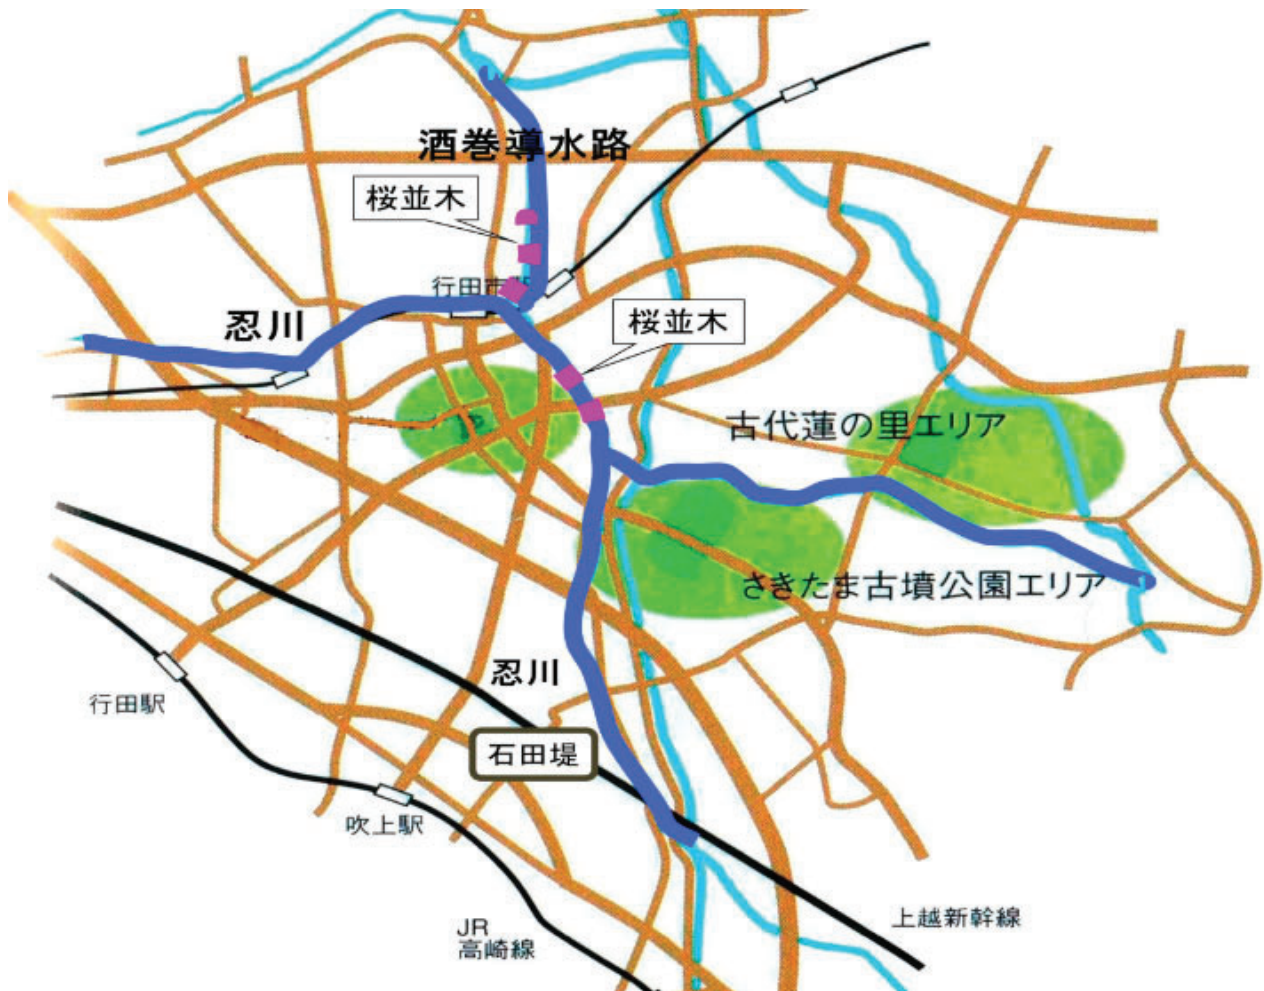 酒巻導水路
桜並木
行田市
忍川
桜並木
古代蓮の里エリア
さきたま古墳公園エリア
忍川
行田駅
石田堤
吹上駅
上越新幹線
JR
高崎線